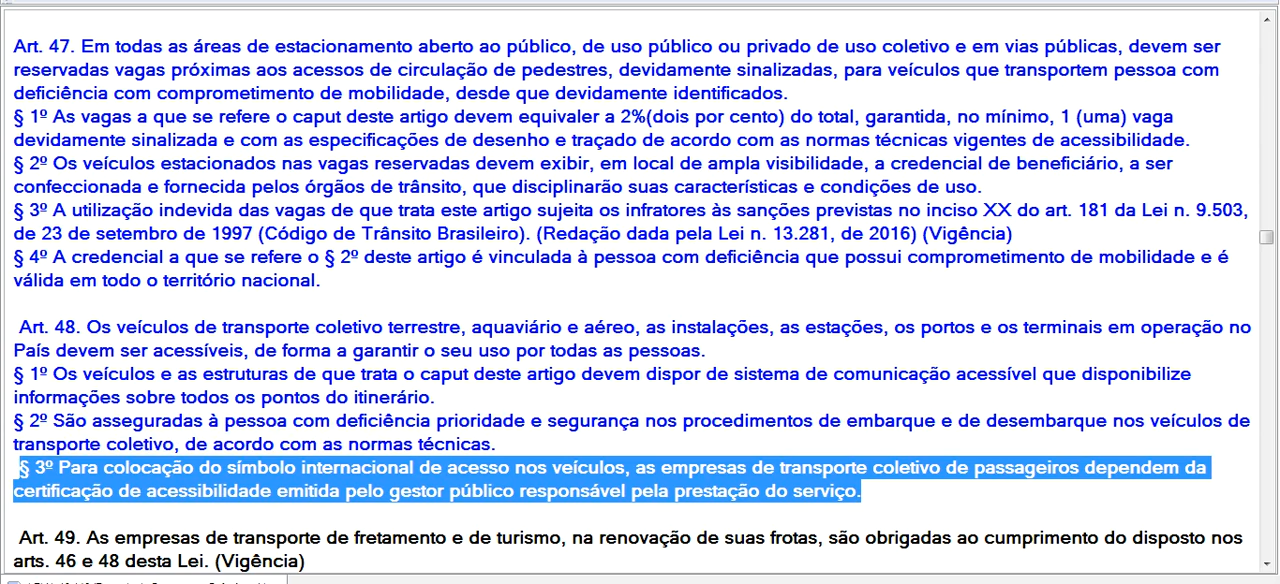 Art. 47. Em todas as áreas de estacionamento aberto ao público, de uso público ou privado de uso coletivo e em vias públicas, devem ser
reservadas vagas próximas aos acessos de circulação de pedestres, devidamente sinalizadas, para veículos que transportem pessoa com
deficiência com comprometimento de mobilidade, desde que devidamente identificados.
§ 1º As vagas a que se refere o caput deste artigo devem equivaler a 2%(dois por cento) do total, garantida, no mínimo, 1 (uma) vaga
devidamente sinalizada e com as especificações de desenho e traçado de acordo com as normas técnicas vigentes de acessibilidade.
§ 2º Os veículos estacionados nas vagas reservadas devem exibir, em local de ampla visibilidade, a credencial de beneficiário, a ser
confeccionada e fornecida pelos órgãos de trânsito, que disciplinarão suas características e condições de uso.
§ 3º A utilização indevida das vagas de que trata este artigo sujeita os infratores às sanções previstas no inciso XX do art. 181 da Lei n. 9.503,
de 23 de setembro de 1997 (Código de Trânsito Brasileiro). (Redação dada pela Lei n. 13.281, de 2016) (Vigência)
§ 4º A credencial a que se refere o § 2º deste artigo é vinculada à pessoa com deficiência que possui comprometimento de mobilidade e é
válida em todo o território nacional.
Art. 48. Os veículos de transporte coletivo terrestre, aquaviário e aéreo, as instalações, as estações, os portos e os terminais em operação no
País devem ser acessíveis, de forma a garantir o seu uso por todas as pessoas.
§ 1º Os veículos e as estruturas de que trata o caput deste artigo devem dispor de sistema de comunicação acessível que disponibilize
informações sobre todos os pontos do itinerário.
§ 2º São asseguradas à pessoa com deficiência prioridade e segurança nos procedimentos de embarque e de desembarque nos veículos de
transporte coletivo, de acordo com as normas técnicas.
§ 3º Para colocação do símbolo internacional de acesso nos veículos, as empresas de transporte coletivo de passageiros dependem da
certificação de acessibilidade emitida pelo gestor público responsável pela prestação do serviço.
Art. 49. As empresas de transporte de fretamento e de turismo, na renovação de suas frotas, são obrigadas ao cumprimento do disposto nos
arts. 46 e 48 desta Lei. (Vigência)